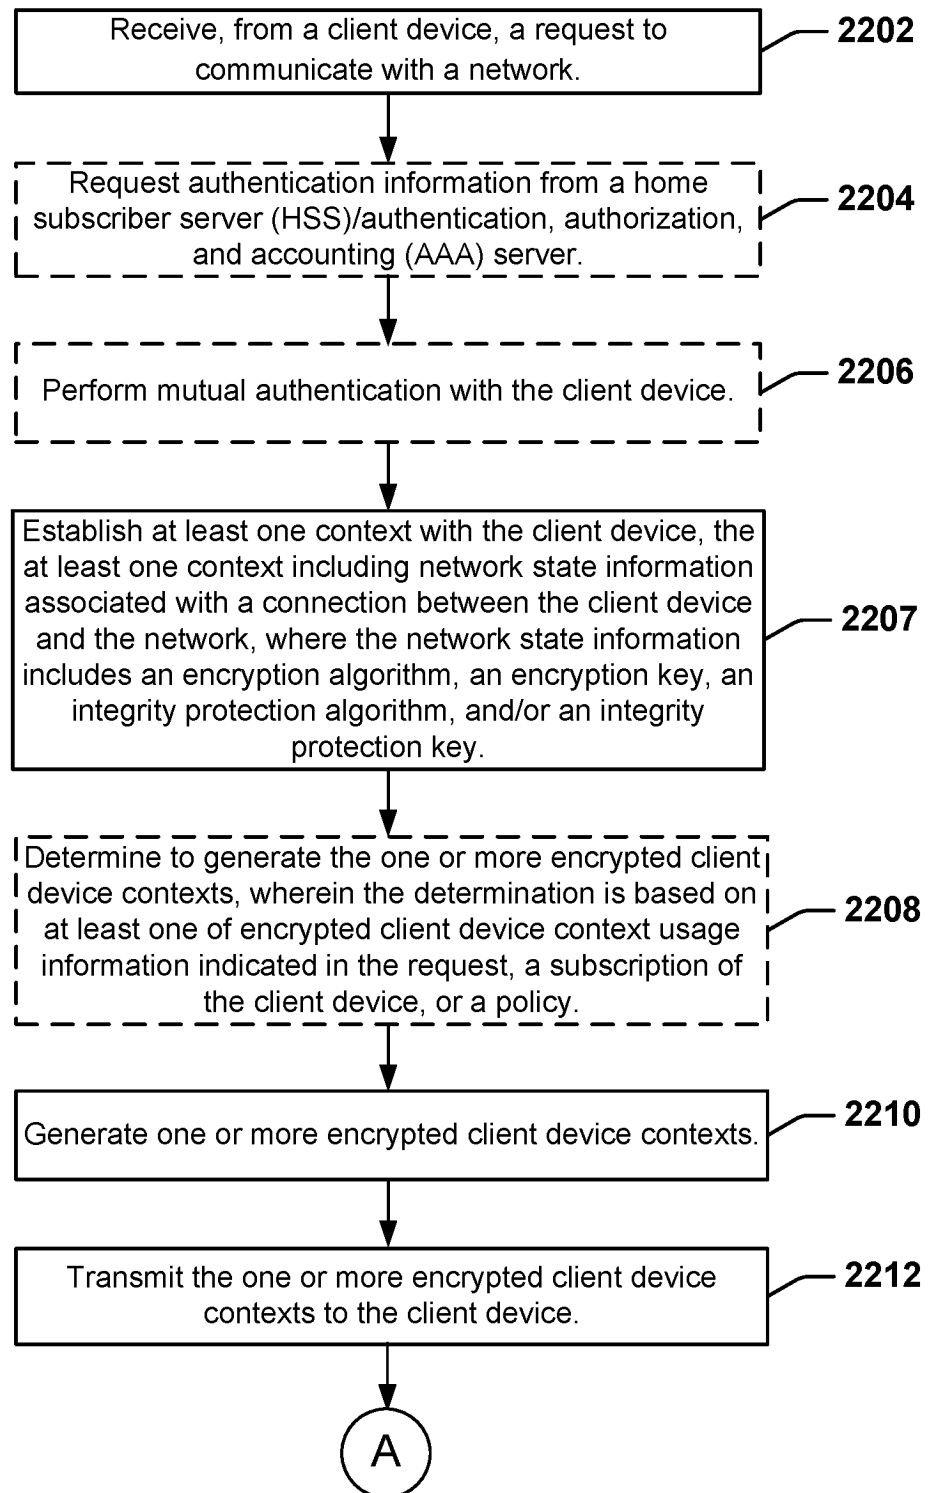 Receive, from a client device, a request to
communicate with a network.
2202
Request authentication information from a home
subscriber server (HSS)/authentication, authorization,
and accounting (AAA) server.
2204
Perform mutual authentication with the client device.
2206
Establish at least one context with the client device, the
at least one context including network state information
associated with a connection between the client device
and the network, where the network state information
includes an encryption algorithm, an encryption key, an
integrity protection algorithm, and/or an integrity
protection key.
2207
Determine to generate the one or more encrypted client
device contexts, wherein the determination is based on
at least one of encrypted client device context usage
information indicated in the request, a subscription of
the client device, or a policy.
2208
Generate one or more encrypted client device contexts.
2210
Transmit the one or more encrypted client device
contexts to the client device.
2212
A